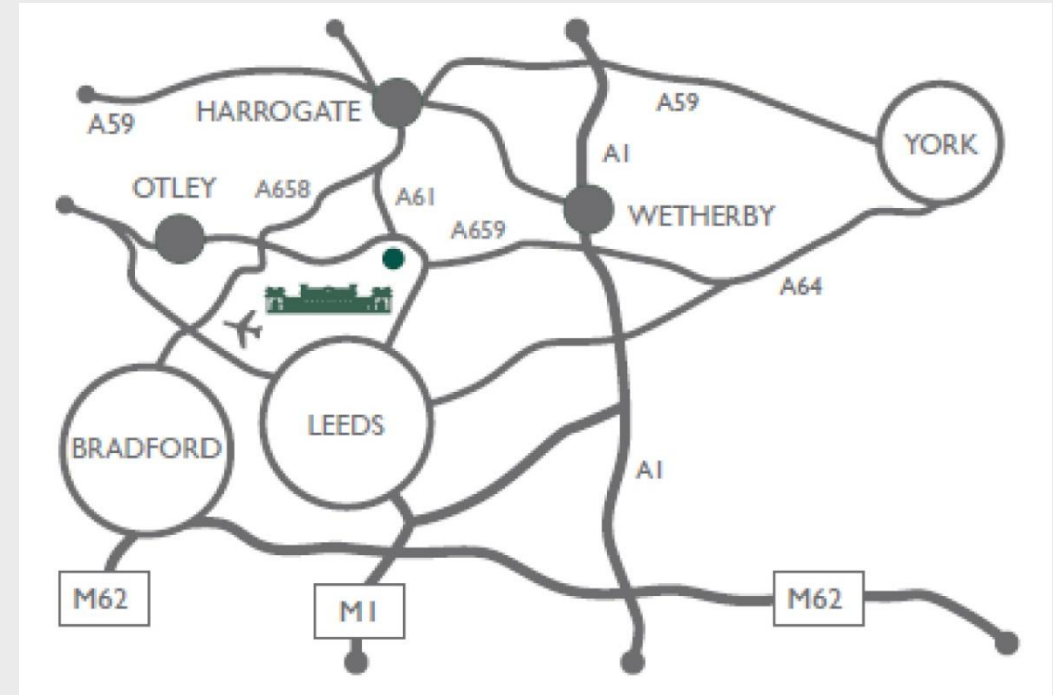 A59
A59
HARROGATE
YORK
A1
OTLEY
A658
A61
WETHERBY
A659
A64
LEEDS
BRADFORD
A1
M62
M1
M62